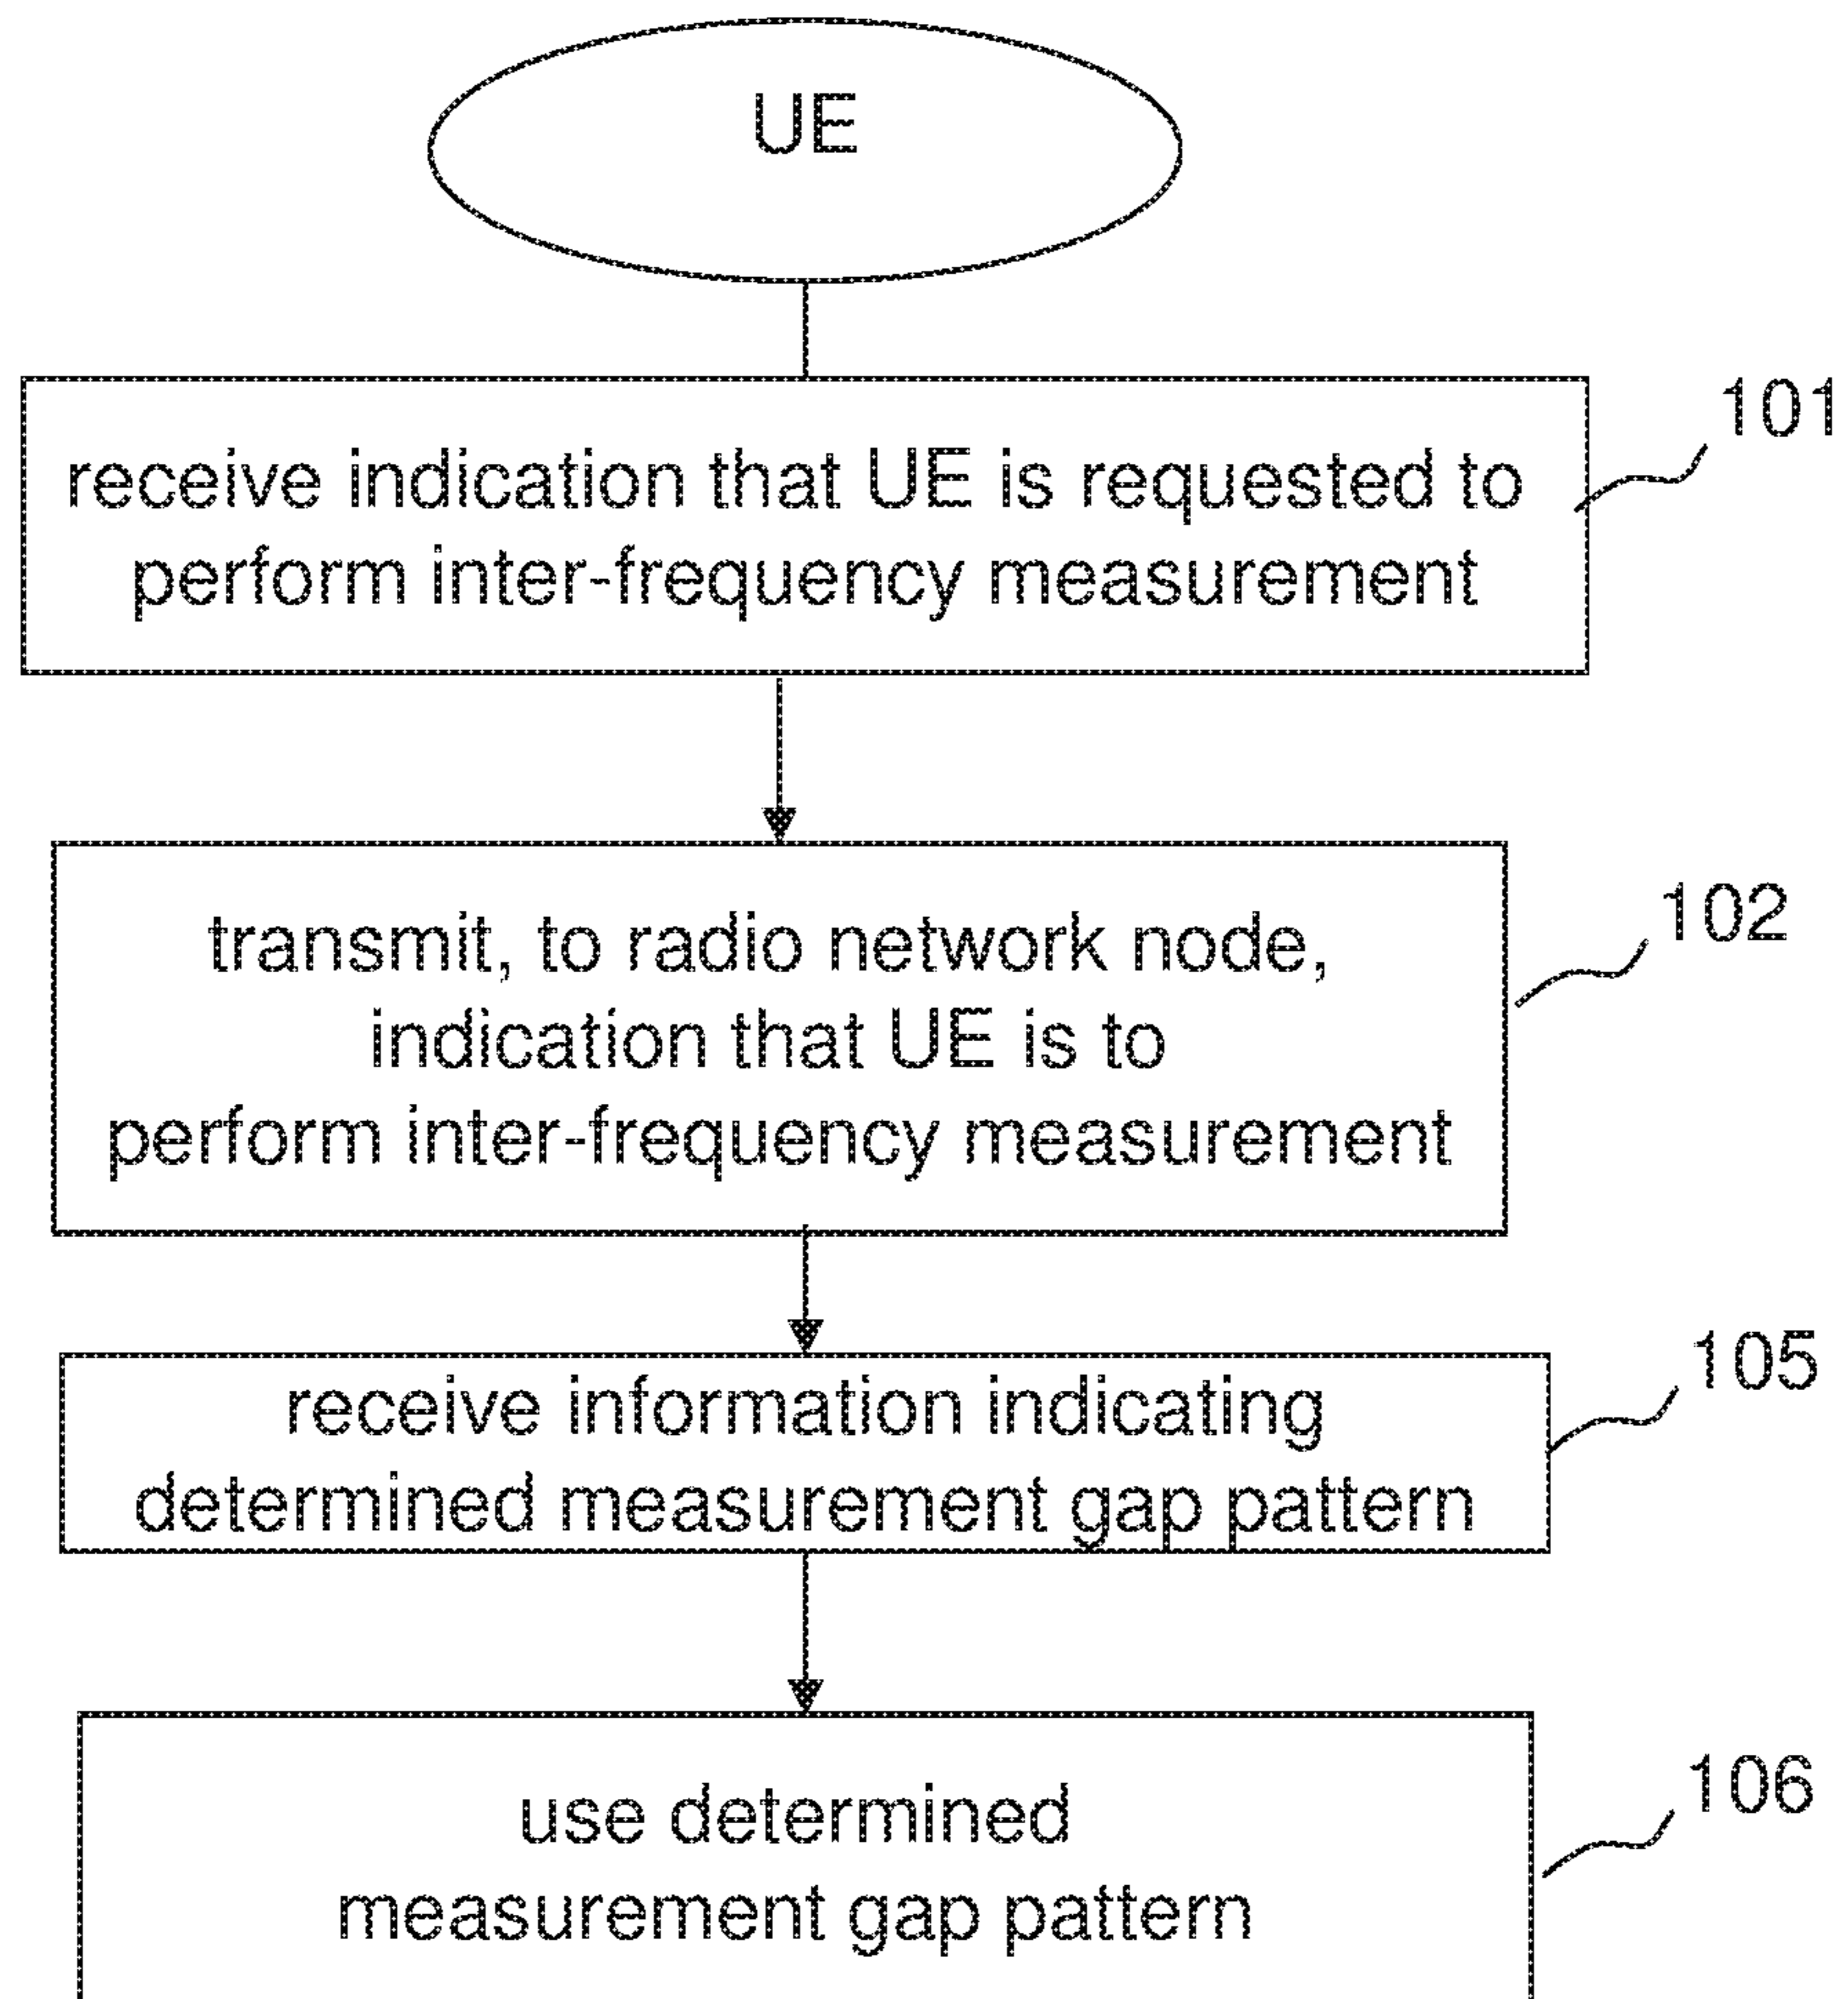 UE
receive indication that UE is requested to
perform inter-frequency measurement
101
transmit, to radio network node,
indication that UE is to
perform inter-frequency measurement
102
receive information indicating
determined measurement gap pattern
105
use determined
measurement gap pattern
106